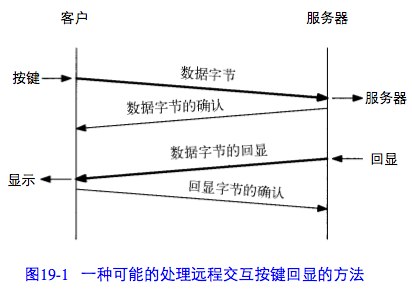 客户 服务器
按键 数据字节
数据字节的确认 服务器
数据字节的回显 回显
显示 回显字节的确认
图19-1 一种可能的处理远程交互按键回显的方法